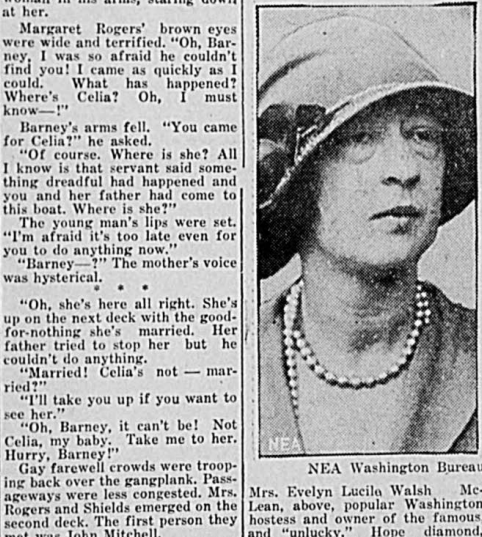 woman in his arms, staring down
at her.
Margaret Rogers' brown eyes
were wide and terrified. "Oh, Bar-
ney, I was so afraid he couldn't
find you! I came as quickly as I
could. What has happened?
Where's Celia? Oh, I must
know—!"
Barney's arms fell. "You came
for Celia?" he asked.
"Of course. Where is she? All
I know is that servant said some-
thing dreadful had happened and
you and her father had come to
this boat. Where is she?"
The young man's lips were set.
"I'm afraid it's too late even for
you to do anything now."
"Barney—?" The mother's voice
was hysterical.
* * *
"Oh, she's here all right. She's
up on the next deck with the good-
for-nothing she's married. Her
father tried to stop her but he
couldn't do anything.
"Married! Celia's not — mar-
ried?"
"I'll take you up if you want to
see her."
"Oh, Barney, it can't be! Not
Celia, my baby. Take me to her.
Hurry, Barney!"
Gay farewell crowds were troop-
ing back over the gangplank. Pass-
ageways were less congested. Mrs.
Rogers and Shields emerged on the
second deck. The first person they
met was John Mitchell.
NEA
NEA Washington Bureau
Mrs. Evelyn Lucila Walsh Mc-
Lean, above, popular Washington
hostess and owner of the famous
and "unlucky," Hope diamond,